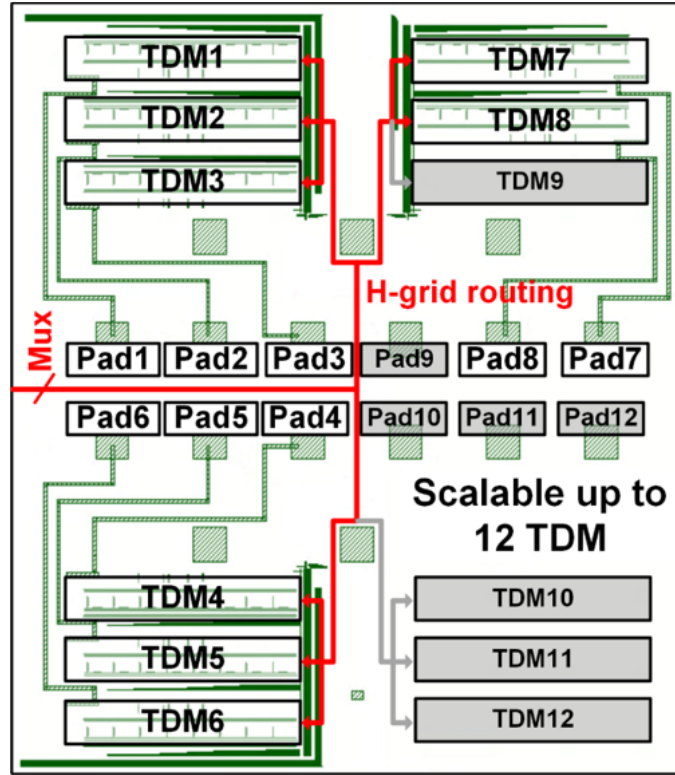 TDM1
TDM7
TDM2
TDM8
TDM3
TDM9
H-grid routing
Mux
Pad1
Pad2
Pad3
Pad9
Pad8
Pad7
Pad6
Pad5
Pad4
Pad10
Pad11
Pad12
Scalable up to
12 TDM
TDM4
TDM10
TDM5
TDM11
TDM6
TDM12